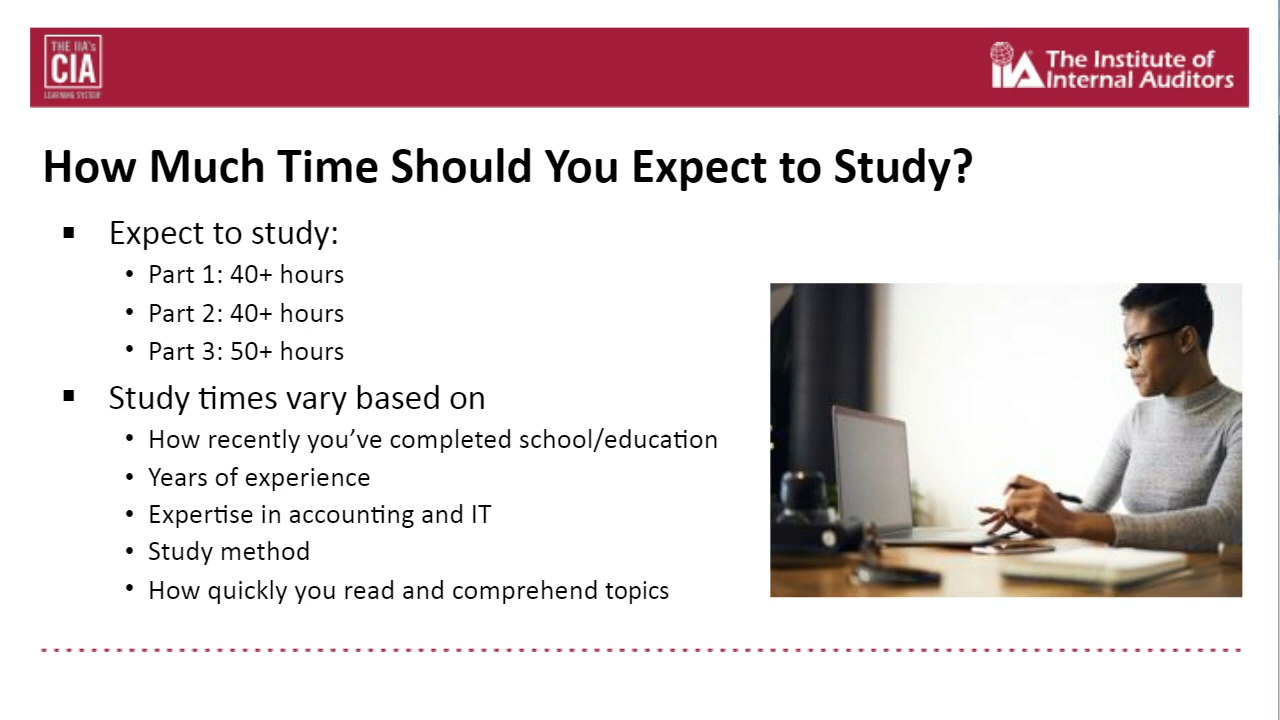 THE IIA's
CIA
LEARNING SYSTEM
IIA The Institute of
Internal Auditors
How Much Time Should You Expect to Study?
▪ Expect to study:
• Part 1: 40+ hours
• Part 2: 40+ hours
• Part 3: 50+ hours
▪ Study times vary based on
• How recently you’ve completed school/education
• Years of experience
• Expertise in accounting and IT
• Study method
• How quickly you read and comprehend topics